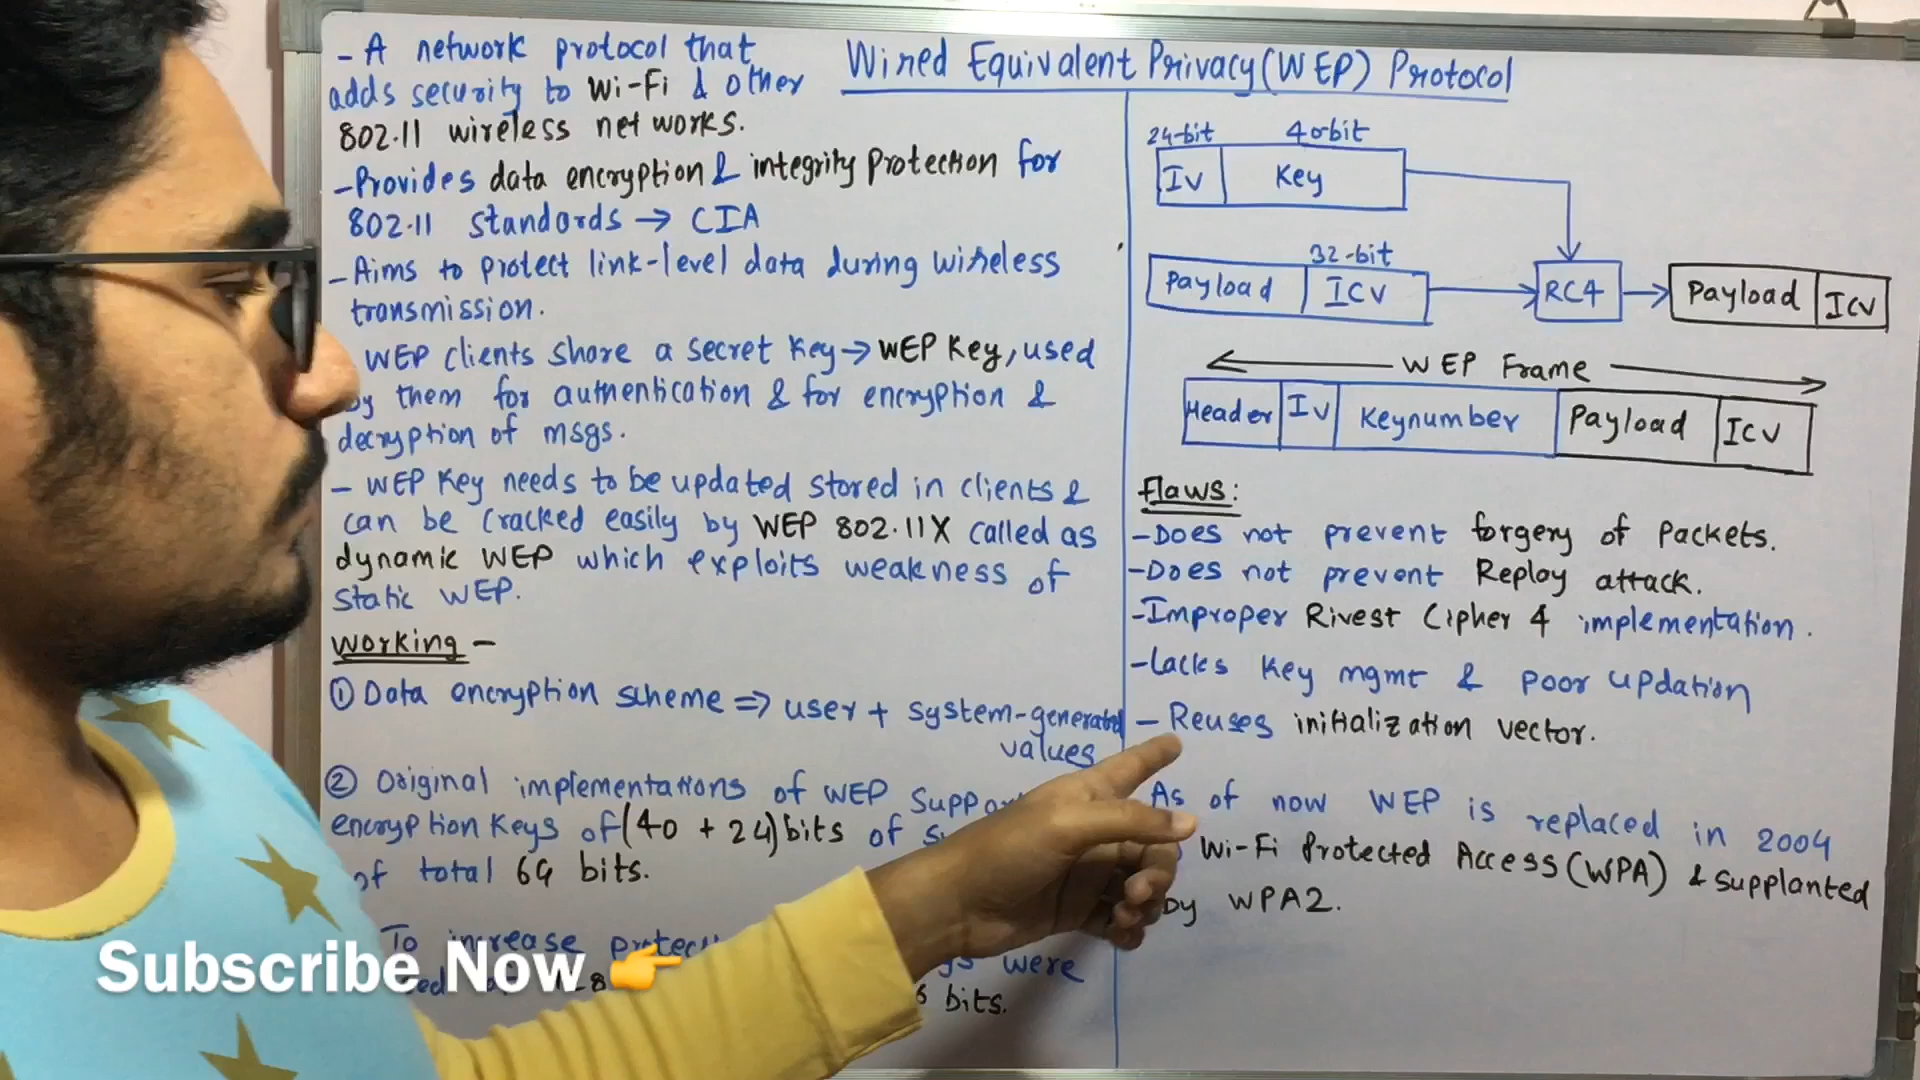 Wired Equivalent Privacy (WEP) Protocol
- A network protocol that
adds security to Wi-Fi & other
802.11 wireless networks.
- Provides data encryption & integrity Protection for
802.11 standards → CIA
- Aims to protect link-level data during wireless
transmission.
WEP clients share a secret key → WEP Key, used
by them for authentication & for encryption &
decryption of msgs.
- WEP Key needs to be updated stored in clients &
can be cracked easily by WEP 802.11X called as
dynamic WEP which exploits weakness of
static WEP.
Working -
① Data encryption scheme ⇒ user + system-generated
values
② Original implementations of WEP
encryption Keys of (40 + 24) bits of
of total 64 bits.
To increase
were
bits.
24-bit 40-bit
IV Key
32-bit
Payload ICV RC4 Payload ICV
WEP Frame
Header IV Keynumber Payload ICV
flaws:
- Does not prevent forgery of Packets.
- Does not prevent Replay attack.
- Improper Rivest Cipher 4 implementation.
- Lacks Key mgmt & poor updation
- Reuses initialization vector.
As of now WEP is replaced in 2004
Wi-Fi Protected Access (WPA) & supplanted
by WPA2.
Subscribe Now 👉